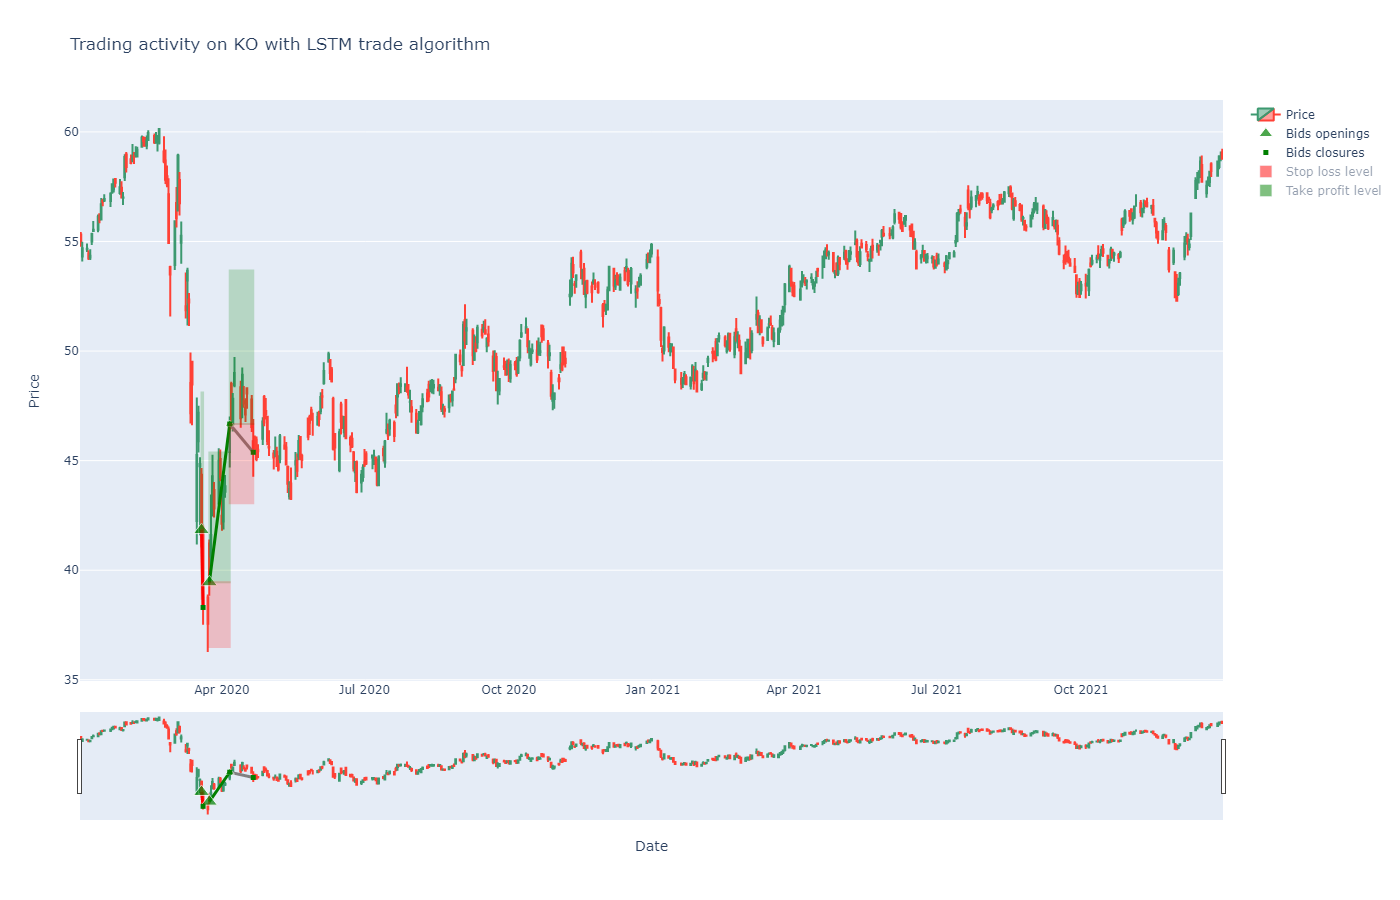 Trading activity on KO with LSTM trade algorithm
Price
Bids openings
Bids closures
Stop loss level
Take profit level
60
55
50
45
40
35
Price
Apr 2020
Jul 2020
Oct 2020
Jan 2021
Apr 2021
Jul 2021
Oct 2021
Date